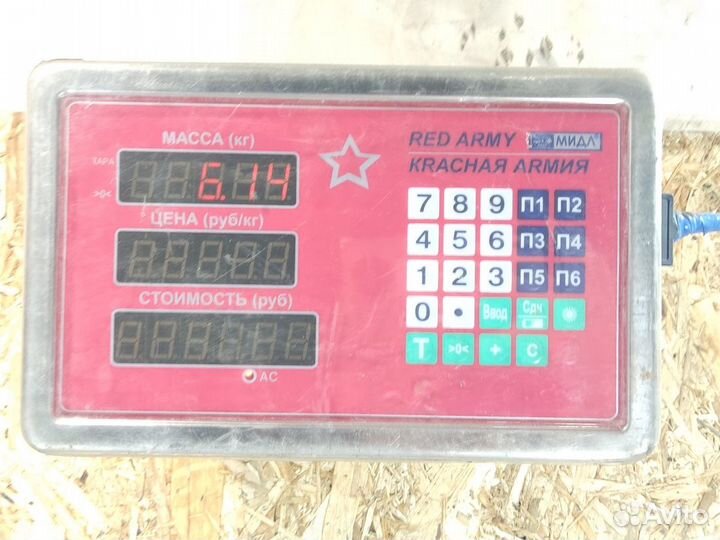 МАССА (кг)
ТАРА
>0<
6.14
ЦЕНА (руб/кг)
СТОИМОСТЬ (руб)
AC
RED ARMY МИДЛ
КRАСНАЯ АRМИЯ
7 8 9 П1 П2
4 5 6 П3 П4
1 2 3 П5 П6
0 • Ввод Сдч
T >0< + C
Avito